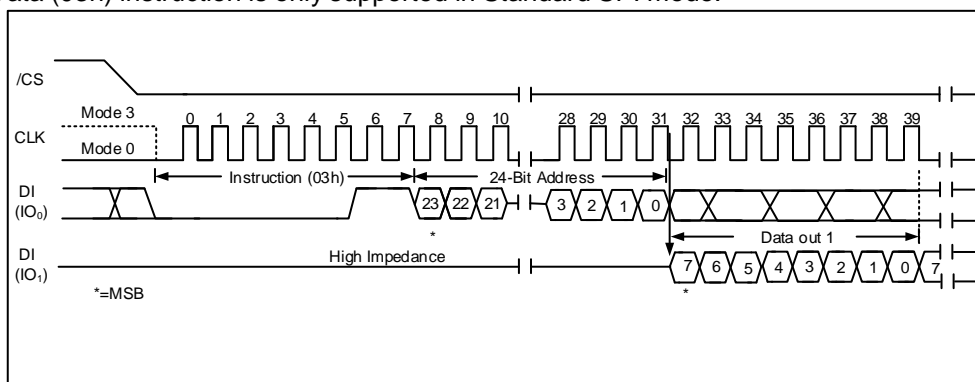 data (03h) instruction is only supported in Standard SPI mode.
/CS
Mode 3
CLK
Mode 0
0 1 2 3 4 5 6 7 8 9 10 28 29 30 31 32 33 34 35 36 37 38 39
Instruction (03h) 24-Bit Address
DI
(IO₀)
23 22 21 3 2 1 0
*
High Impedance
Data out 1
DI
(IO₁)
7 6 5 4 3 2 1 0 7
*=MSB
*